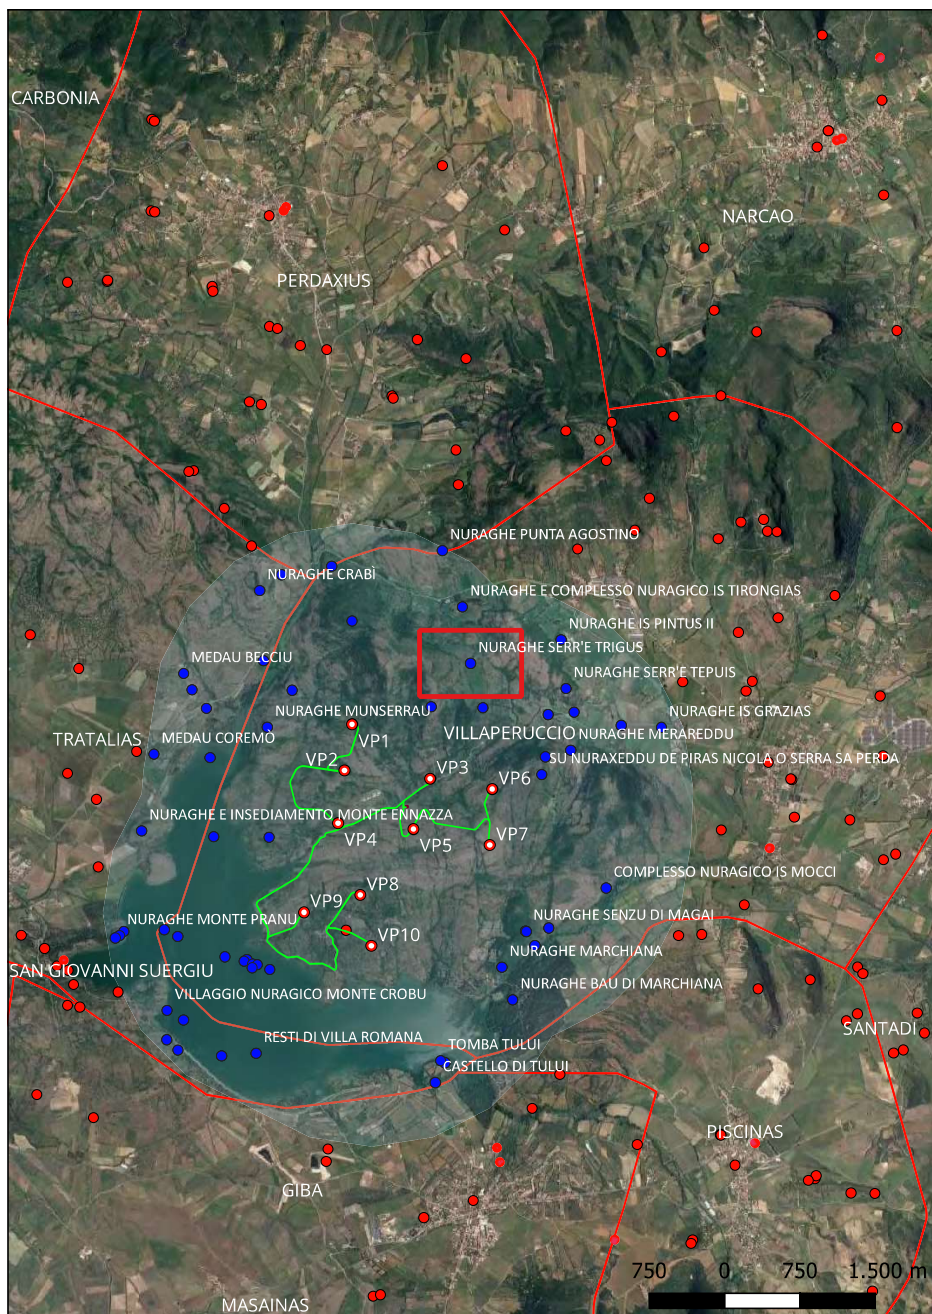 CARBONIA
NARCAO
PERDAXIUS
NURAGHE PUNTA AGOSTINO
NURAGHE CRABÌ
NURAGHE E COMPLESSO NURAGICO IS TIRONGIAS
NURAGHE IS PINTUS II
NURAGHE SERR'E TRIGUS
MEDAU BECCIU
NURAGHE SERR'E TEPUIS
NURAGHE MUNSERRAU
NURAGHE IS GRAZIAS
TRATALIAS
MEDAU COREMÒ
VP1
VILLAPERUCCIO
NURAGHE MERAREDDU
VP2
VP3
SU NURAXEDDU DE PIRAS NICOLA O SERRA SA PERDA
VP6
NURAGHE E INSEDIAMENTO MONTE ENNAZZA
VP4
VP5
VP7
COMPLESSO NURAGICO IS MOCCI
VP8
VP9
NURAGHE MONTE PRANU
NURAGHE SENZU DI MAGAI
VP10
NURAGHE MARCHIANA
SAN GIOVANNI SUERGIU
NURAGHE BAU DI MARCHIANA
VILLAGGIO NURAGICO MONTE CROBU
SANTADI
RESTI DI VILLA ROMANA
TOMBA TULUI
CASTELLO DI TULUI
PISCINAS
GIBA
750 0 750 1.500 m
MASAINAS